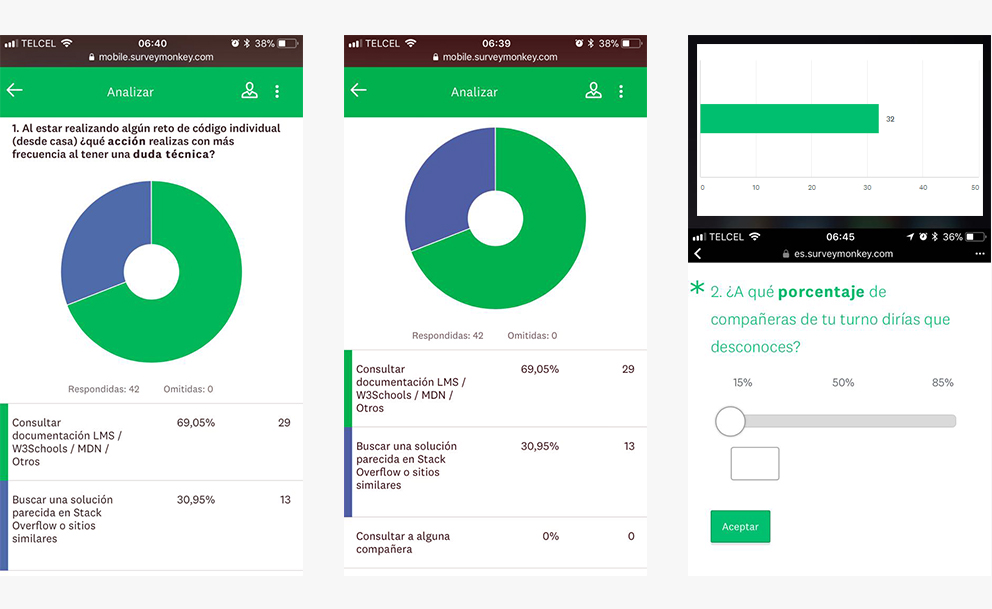 TELCEL 06:40 38%
mobile.surveymonkey.com
Analizar
1. Al estar realizando algún reto de código individual
(desde casa) ¿qué acción realizas con más
frecuencia al tener una duda técnica?
Respondidas: 42 Omitidas: 0
Consultar 69,05% 29
documentación LMS /
W3Schools / MDN /
Otros
Buscar una solución 30,95% 13
parecida en Stack
Overflow o sitios
similares
TELCEL 06:39 38%
mobile.surveymonkey.com
Analizar
Respondidas: 42 Omitidas: 0
Consultar 69,05% 29
documentación LMS /
W3Schools / MDN /
Otros
Buscar una solución 30,95% 13
parecida en Stack
Overflow o sitios
similares
Consultar a alguna 0% 0
compañera
32
0 10 20 30 40 50
TELCEL 06:45 36%
es.surveymonkey.com
* 2. ¿A qué porcentaje de
compañeras de tu turno dirías que
desconoces?
15% 50% 85%
Aceptar